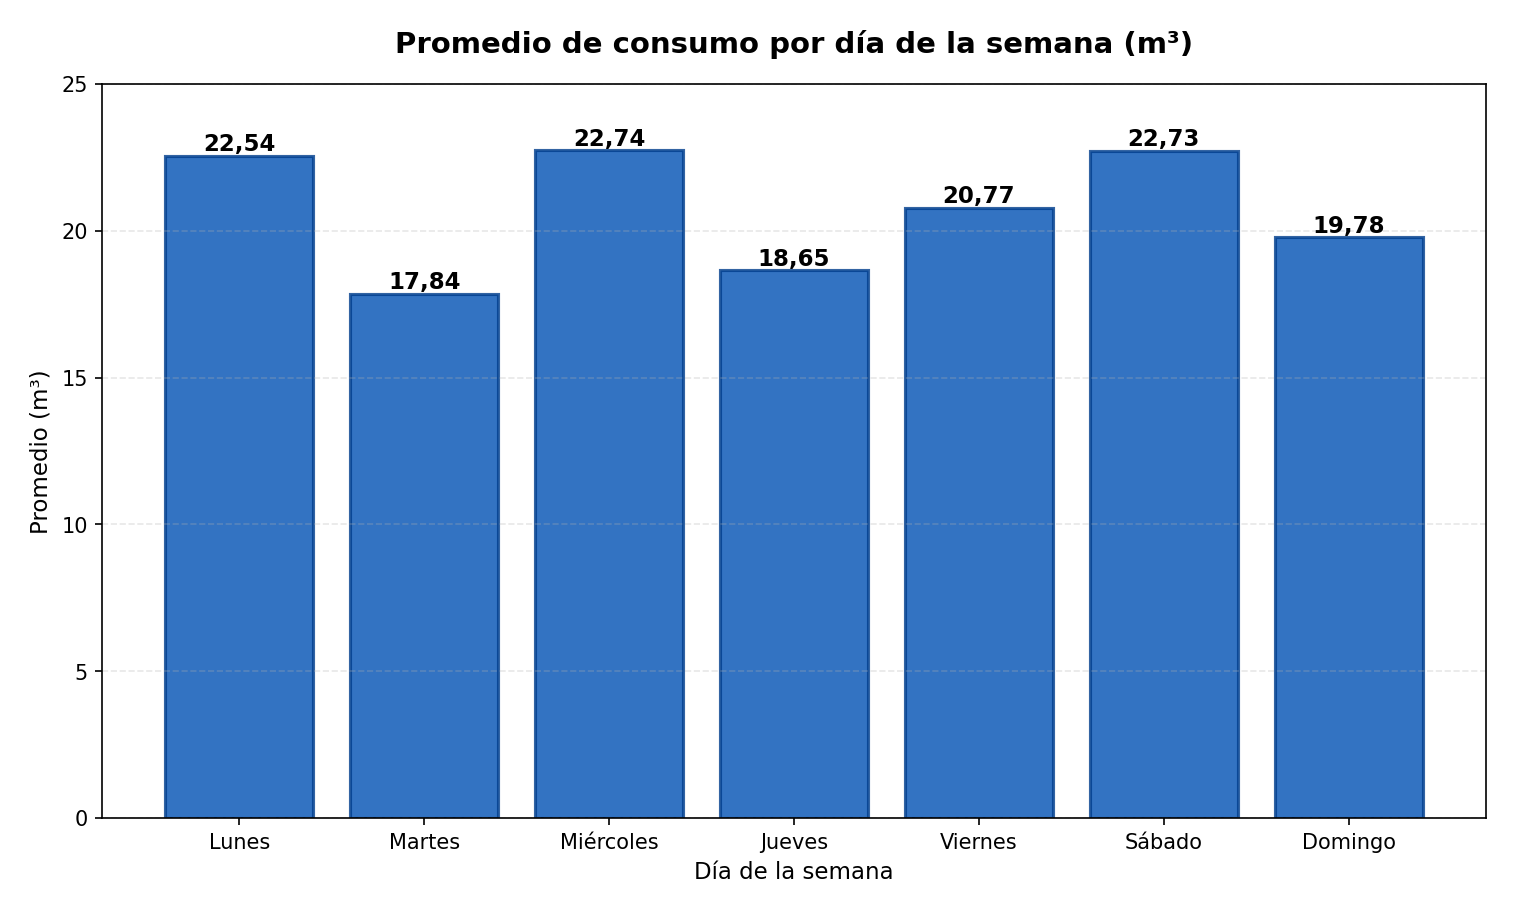 Promedio de consumo por día de la semana (m³)
25
20
15
10
5
0
Promedio (m³)
22,54
17,84
22,74
18,65
20,77
22,73
19,78
Lunes
Martes
Miércoles
Jueves
Viernes
Sábado
Domingo
Día de la semana